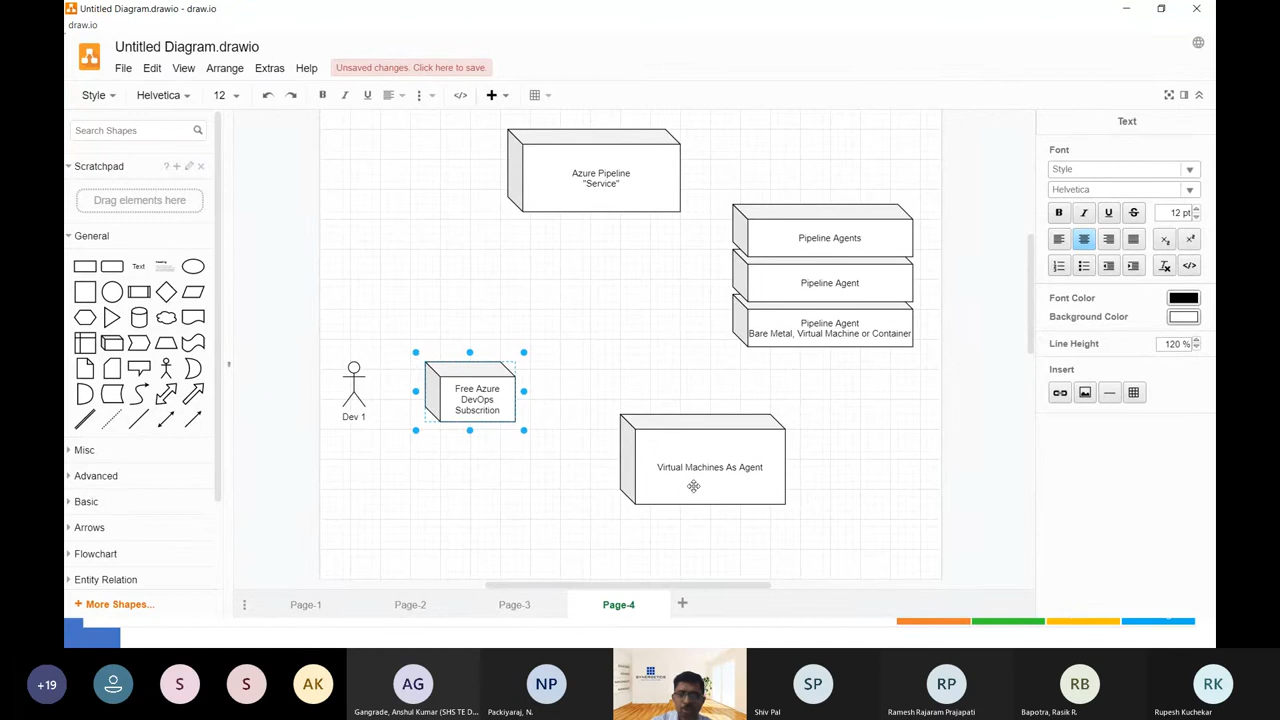 Untitled Diagram.drawio - draw.io
draw.io
Untitled Diagram.drawio
File Edit View Arrange Extras Help Unsaved changes. Click here to save.
Style Helvetica 12
Search Shapes
Scratchpad
Drag elements here
General
Text
Misc
Advanced
Basic
Arrows
Flowchart
Entity Relation
+ More Shapes...
Azure Pipeline
"Service"
Pipeline Agents
Pipeline Agent
Pipeline Agent
Bare Metal, Virtual Machine or Container
Dev 1
Free Azure
DevOps
Subscrition
Virtual Machines As Agent
Page-1 Page-2 Page-3 Page-4
Text
Font
Style
Helvetica
B I U S 12 pt
Font Color
Background Color
Line Height 120 %
Insert
+19 S S AK AG NP SYNERGETICS SP RP RB RK
Gangrade, Anshul Kumar (SHS TE D... Packiyaraj, N. Shiv Pal Ramesh Rajaram Prajapati Bapotra, Rasik R. Rupesh Kuchekar